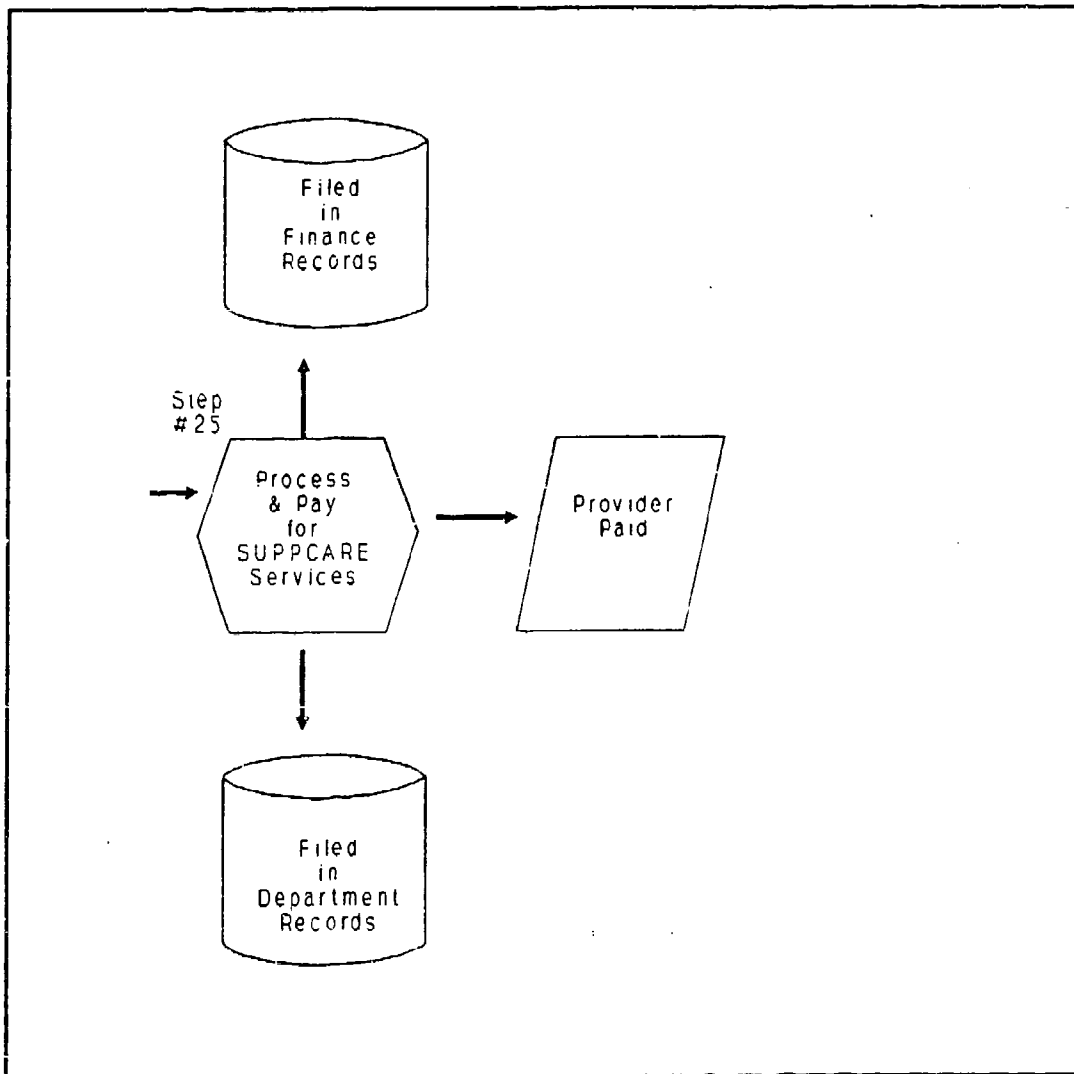 Filed
in
Finance
Records
Step
#25
Process
& Pay
for
SUPPCARE
Services
Provider
Paid
Filed
in
Department
Records